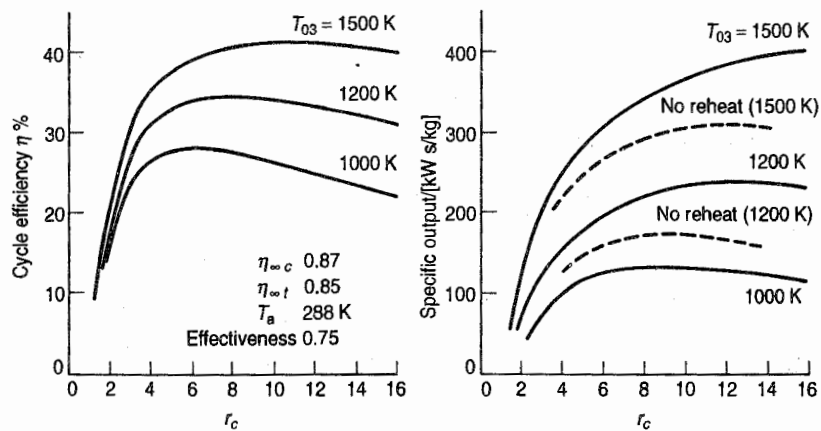 Cycle efficiency η %
40
30
20
10
0
T₀₃ = 1500 K
1200 K
1000 K
η∞c 0.87
η∞t 0.85
Tₐ 288 K
Effectiveness 0.75
0 2 4 6 8 10 12 14 16
r_c
Specific output/[kW s/kg]
400
300
200
100
0
T₀₃ = 1500 K
No reheat (1500 K)
1200 K
No reheat (1200 K)
1000 K
0 2 4 6 8 10 12 14 16
r_c